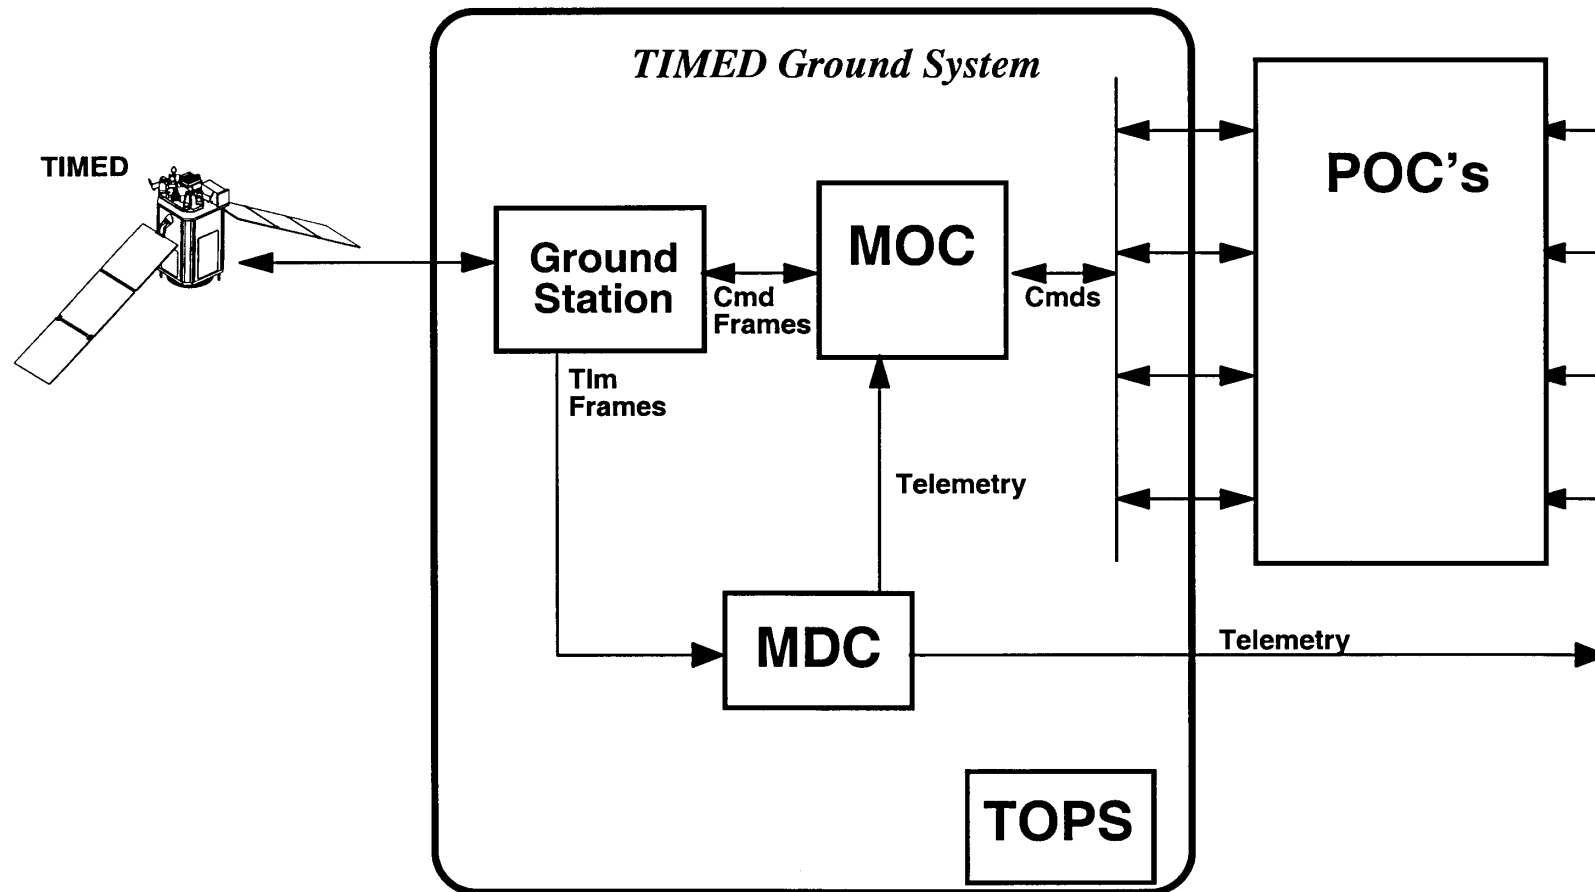 TIMED Ground System
TIMED
POC's
Ground
Station
MOC
Cmd
Frames
Cmds
Tlm
Frames
Telemetry
MDC
Telemetry
TOPS